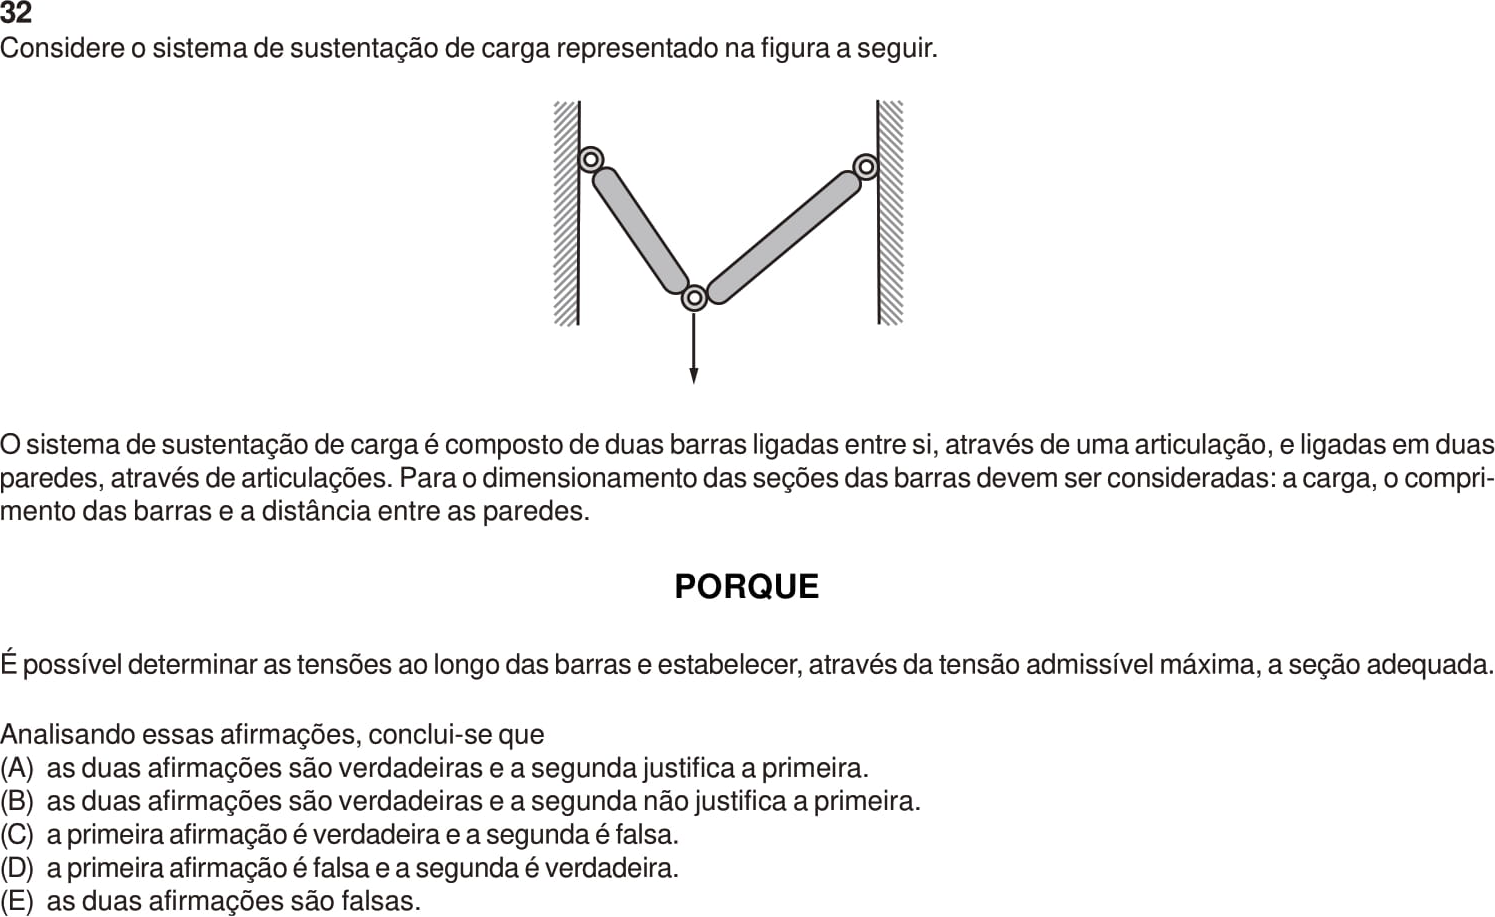 32
Considere o sistema de sustentação de carga representado na figura a seguir.
O sistema de sustentação de carga é composto de duas barras ligadas entre si, através de uma articulação, e ligadas em duas
paredes, através de articulações. Para o dimensionamento das seções das barras devem ser consideradas: a carga, o compri-
mento das barras e a distância entre as paredes.
PORQUE
É possível determinar as tensões ao longo das barras e estabelecer, através da tensão admissível máxima, a seção adequada.
Analisando essas afirmações, conclui-se que
(A) as duas afirmações são verdadeiras e a segunda justifica a primeira.
(B) as duas afirmações são verdadeiras e a segunda não justifica a primeira.
(C) a primeira afirmação é verdadeira e a segunda é falsa.
(D) a primeira afirmação é falsa e a segunda é verdadeira.
(E) as duas afirmações são falsas.